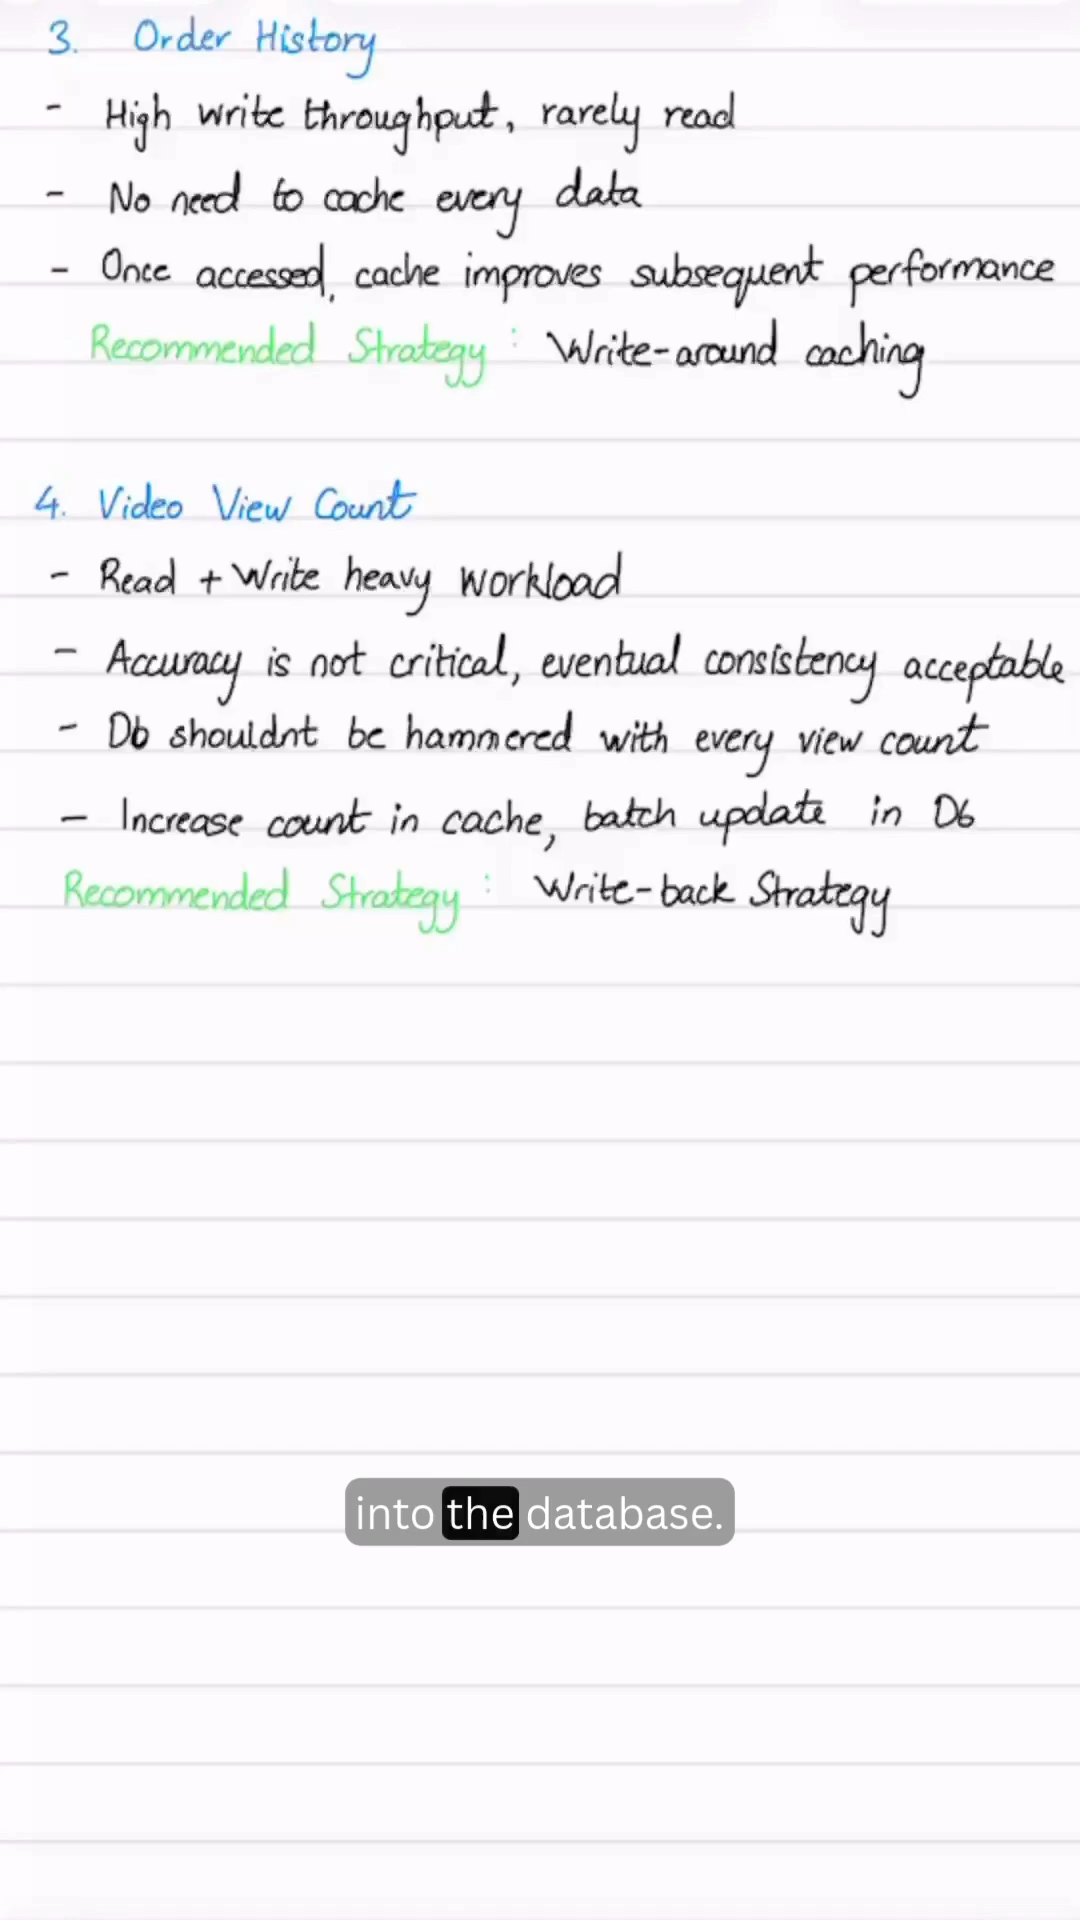 3. Order History
- High write throughput, rarely read
- No need to cache every data
- Once accessed, cache improves subsequent performance
Recommended Strategy : Write-around caching
4. Video View Count
- Read + Write heavy workload
- Accuracy is not critical, eventual consistency acceptable
- Db shouldnt be hammered with every view count
- Increase count in cache, batch update in Db
Recommended Strategy : Write-back Strategy
into the database.